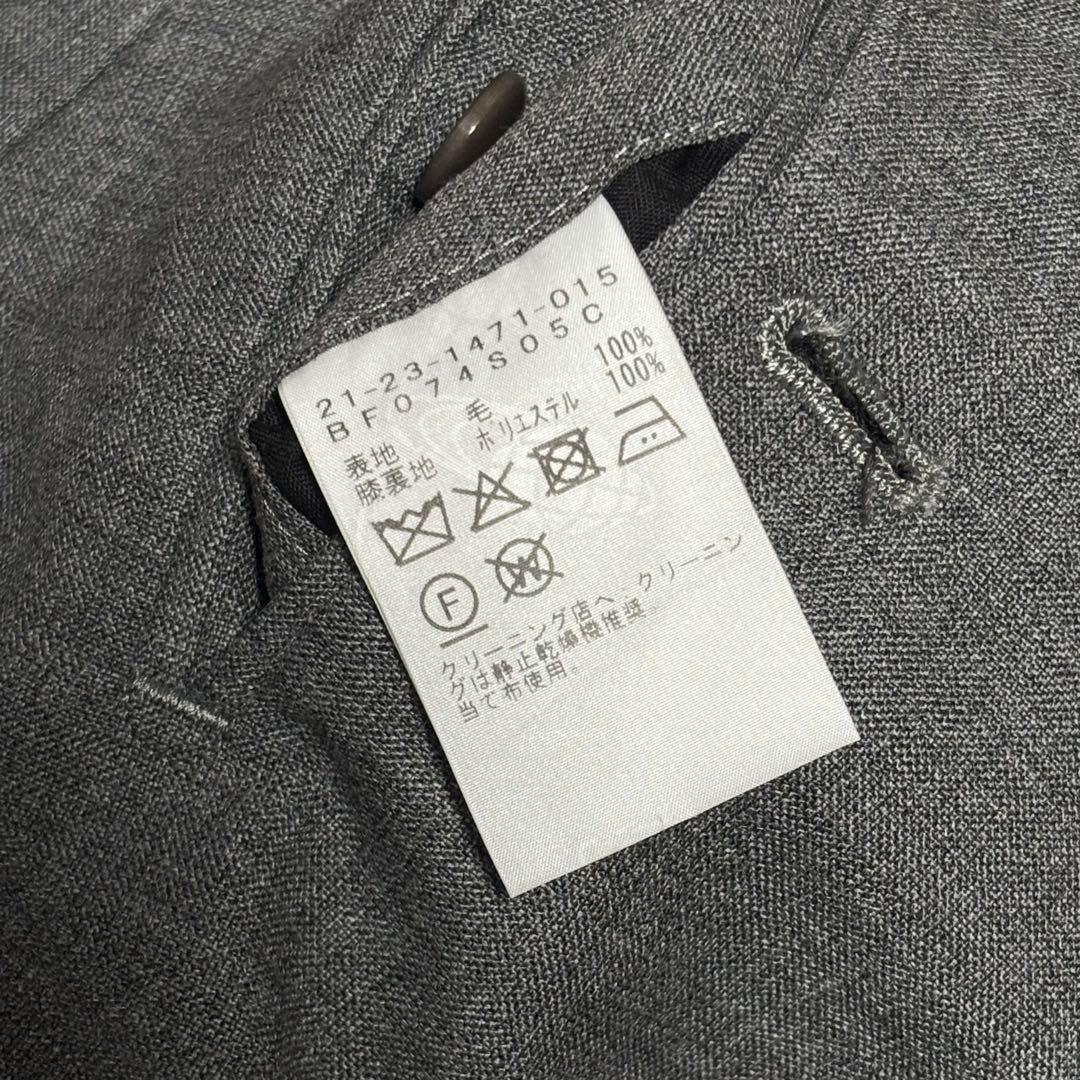 21-23-1471-015
BF074S05C
表地 毛 100%
膝裏地 ポリエステル 100%
F W
クリーニング店へ クリーニン
グは静止乾燥機推奨。
当て布使用。